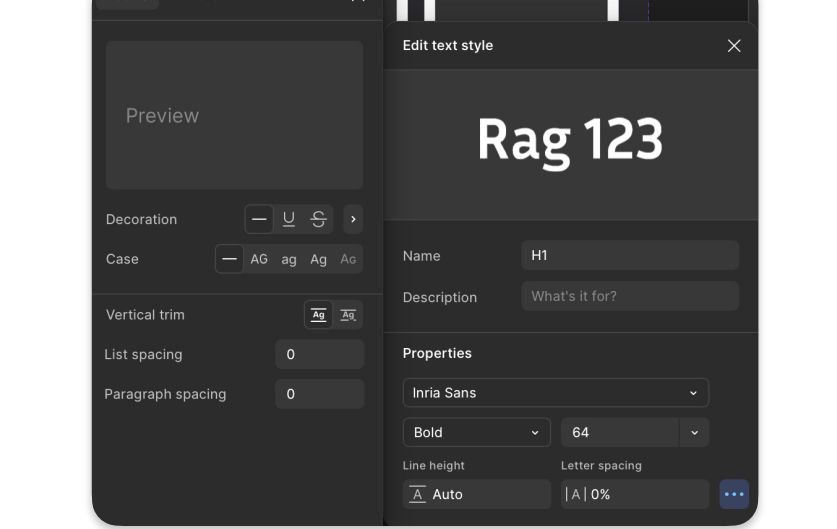 Edit text style
Rag 123
Preview
Decoration
U
S
Case
AG
ag
Ag
AG
Vertical trim
Ag
Ag
List spacing
0
Paragraph spacing
0
Name
H1
Description
What's it for?
Properties
Inria Sans
Bold
64
Line height
Letter spacing
A
Auto
|A|
0%